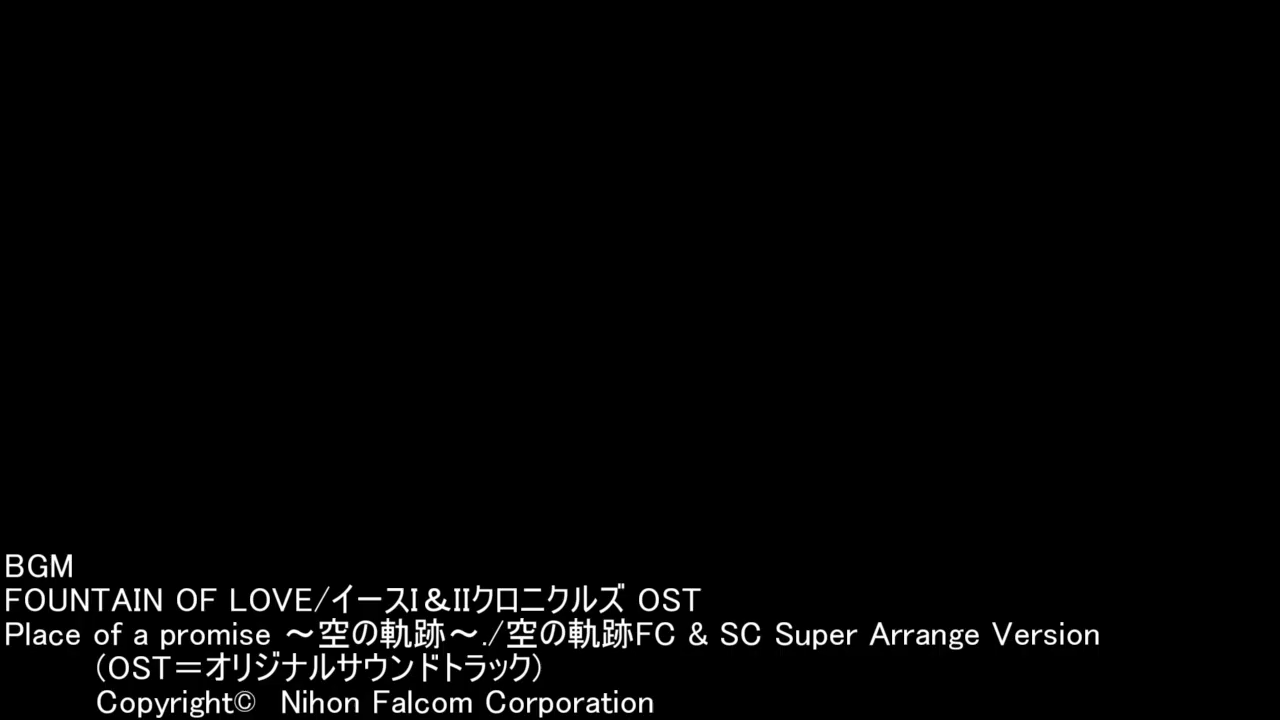 BGM
FOUNTAIN OF LOVE/イースI＆IIクロニクルズ OST
Place of a promise ～空の軌跡～./空の軌跡FC & SC Super Arrange Version
(OST＝オリジナルサウンドトラック)
Copyright©　Nihon Falcom Corporation